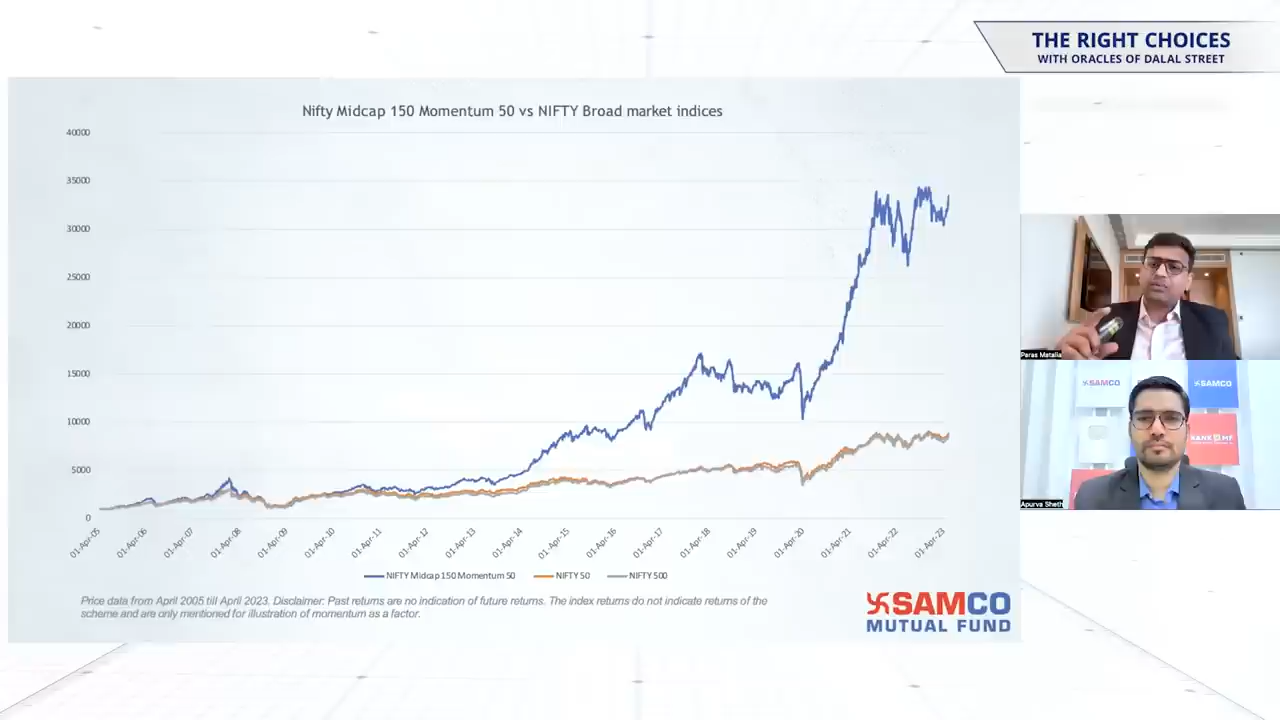 THE RIGHT CHOICES
WITH ORACLES OF DALAL STREET
Nifty Midcap 150 Momentum 50 vs NIFTY Broad market indices
40000
35000
30000
25000
20000
15000
10000
5000
0
01-Apr-05
01-Apr-06
01-Apr-07
01-Apr-08
01-Apr-09
01-Apr-10
01-Apr-11
01-Apr-12
01-Apr-13
01-Apr-14
01-Apr-15
01-Apr-16
01-Apr-17
01-Apr-18
01-Apr-19
01-Apr-20
01-Apr-21
01-Apr-22
01-Apr-23
NIFTY Midcap 150 Momentum 50
NIFTY 50
NIFTY 500
Price data from April 2005 till April 2023. Disclaimer: Past returns are no indication of future returns. The index returns do not indicate returns of the
scheme and are only mentioned for illustration of momentum as a factor.
SAMCO
MUTUAL FUND
Paras Matalia
SAMCO
SAMCO
RANKMF
Apurva Sheth